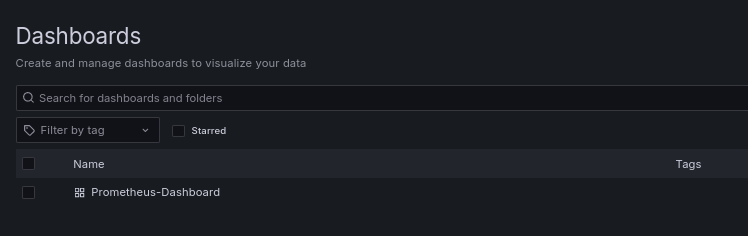 Dashboards
Create and manage dashboards to visualize your data
Search for dashboards and folders
Filter by tag Starred
Name Tags
Prometheus-Dashboard